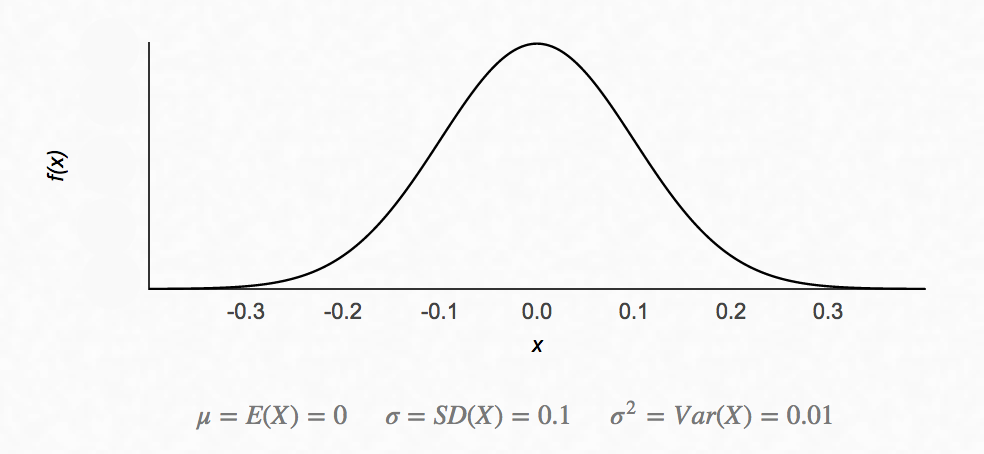 f(x)
-0.3 -0.2 -0.1 0.0 0.1 0.2 0.3
x
μ = E(X) = 0 σ = SD(X) = 0.1 σ² = Var(X) = 0.01